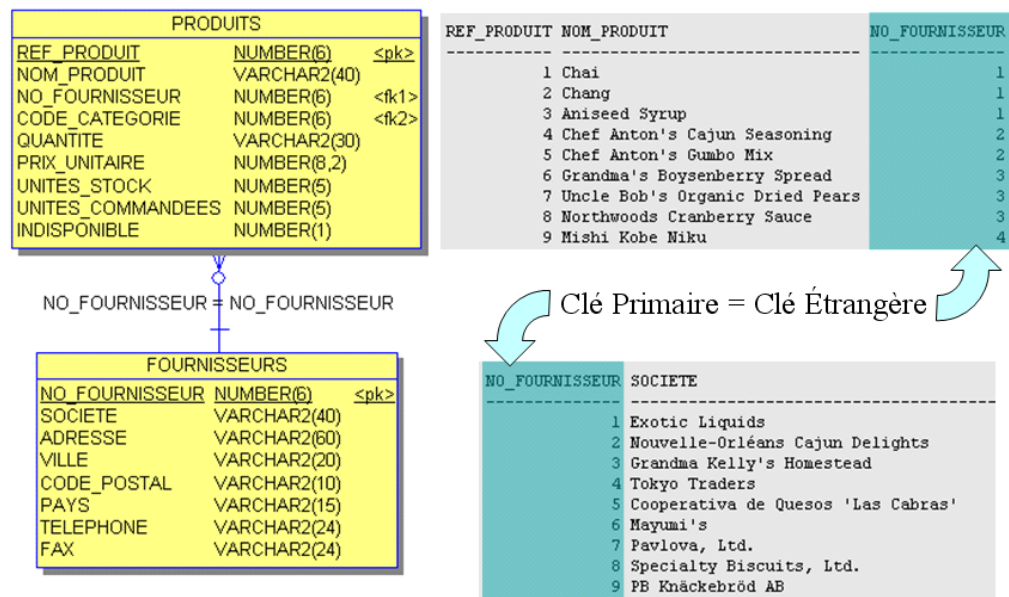 PRODUITS
REF_PRODUIT NUMBER(6) <pk>
NOM_PRODUIT VARCHAR2(40)
NO_FOURNISSEUR NUMBER(6) <fk1>
CODE_CATEGORIE NUMBER(6) <fk2>
QUANTITE VARCHAR2(30)
PRIX_UNITAIRE NUMBER(8,2)
UNITES_STOCK NUMBER(5)
UNITES_COMMANDEES NUMBER(5)
INDISPONIBLE NUMBER(1)
NO_FOURNISSEUR = NO_FOURNISSEUR
FOURNISSEURS
NO_FOURNISSEUR NUMBER(6) <pk>
SOCIETE VARCHAR2(40)
ADRESSE VARCHAR2(60)
VILLE VARCHAR2(20)
CODE_POSTAL VARCHAR2(10)
PAYS VARCHAR2(15)
TELEPHONE VARCHAR2(24)
FAX VARCHAR2(24)
REF_PRODUIT NOM_PRODUIT NO_FOURNISSEUR
1 Chai 1
2 Chang 1
3 Aniseed Syrup 1
4 Chef Anton's Cajun Seasoning 2
5 Chef Anton's Gumbo Mix 2
6 Grandma's Boysenberry Spread 3
7 Uncle Bob's Organic Dried Pears 3
8 Northwoods Cranberry Sauce 3
9 Mishi Kobe Niku 4
Clé Primaire = Clé Étrangère
NO_FOURNISSEUR SOCIETE
1 Exotic Liquids
2 Nouvelle-Orléans Cajun Delights
3 Grandma Kelly's Homestead
4 Tokyo Traders
5 Cooperativa de Quesos 'Las Cabras'
6 Mayumi's
7 Pavlova, Ltd.
8 Specialty Biscuits, Ltd.
9 PB Knäckebröd AB